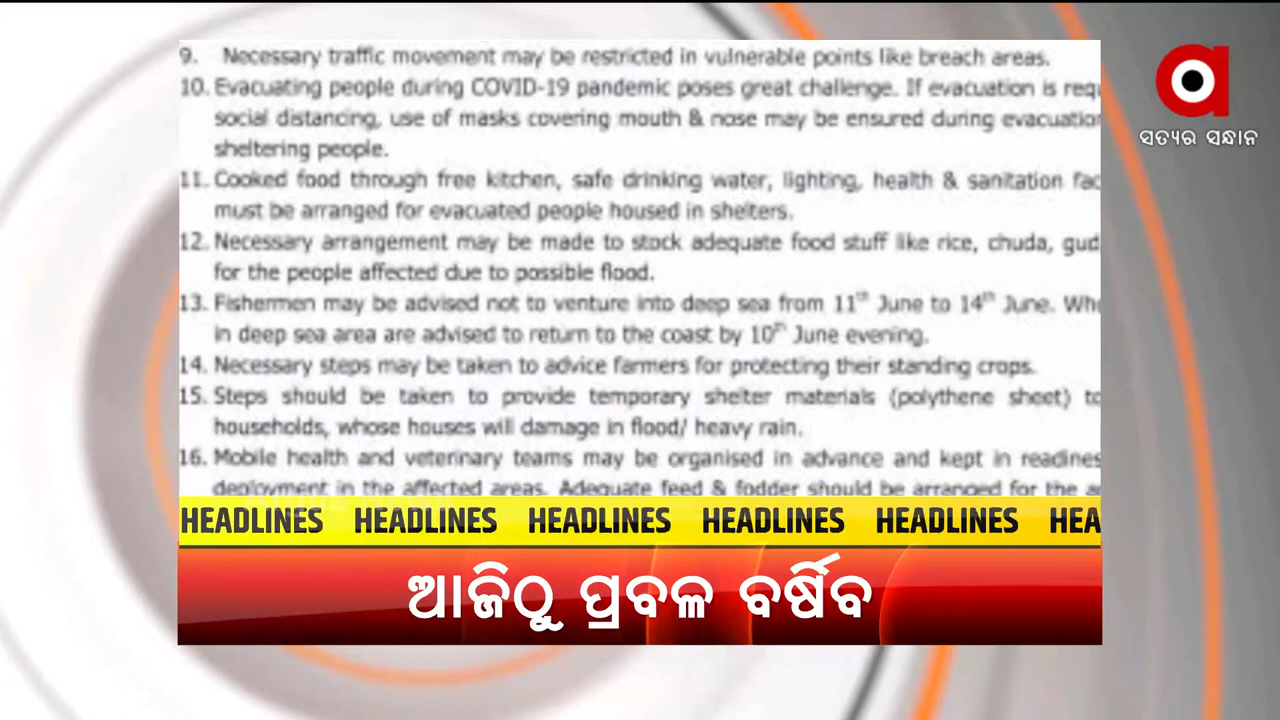 9. Necessary traffic movement may be restricted in vulnerable points like breach areas.
10. Evacuating people during COVID-19 pandemic poses great challenge. If evacuation is requ
social distancing, use of masks covering mouth & nose may be ensured during evacuation
sheltering people.
11. Cooked food through free kitchen, safe drinking water, lighting, health & sanitation fac
must be arranged for evacuated people housed in shelters.
12. Necessary arrangement may be made to stock adequate food stuff like rice, chuda, gud
for the people affected due to possible flood.
13. Fishermen may be advised not to venture into deep sea from 11th June to 14th June. Who
in deep sea area are advised to return to the coast by 10th June evening.
14. Necessary steps may be taken to advice farmers for protecting their standing crops.
15. Steps should be taken to provide temporary shelter materials (polythene sheet) to
households, whose houses will damage in flood/ heavy rain.
16. Mobile health and veterinary teams may be organised in advance and kept in readines
deployment in the affected areas. Adequate feed & fodder should be arranged for the
HEADLINES HEADLINES HEADLINES HEADLINES HEADLINES HEA
ଆଜିଠୁ ପ୍ରବଳ ବର୍ଷିବ
ସତ୍ୟର ସନ୍ଧାନ